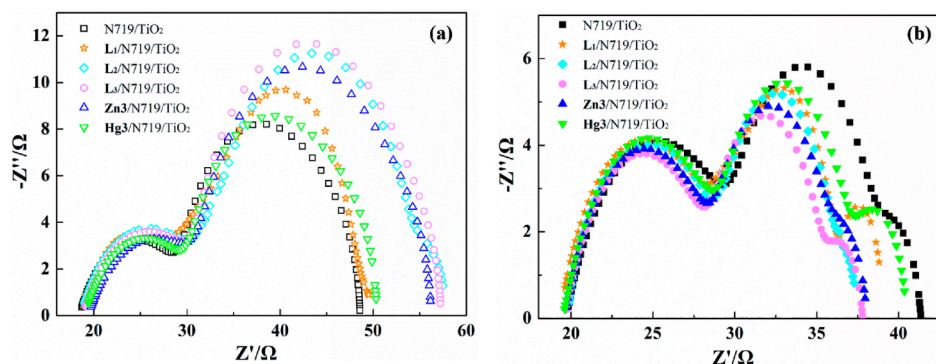 (a)
N719/TiO₂
L₁/N719/TiO₂
L₂/N719/TiO₂
L₃/N719/TiO₂
Zn3/N719/TiO₂
Hg3/N719/TiO₂
-Z''/Ω
12
10
8
6
4
2
0
20 30 40 50 60
Z'/Ω
(b)
N719/TiO₂
L₁/N719/TiO₂
L₂/N719/TiO₂
L₃/N719/TiO₂
Zn3/N719/TiO₂
Hg3/N719/TiO₂
-Z''/Ω
6
4
2
0
20 25 30 35 40
Z'/Ω